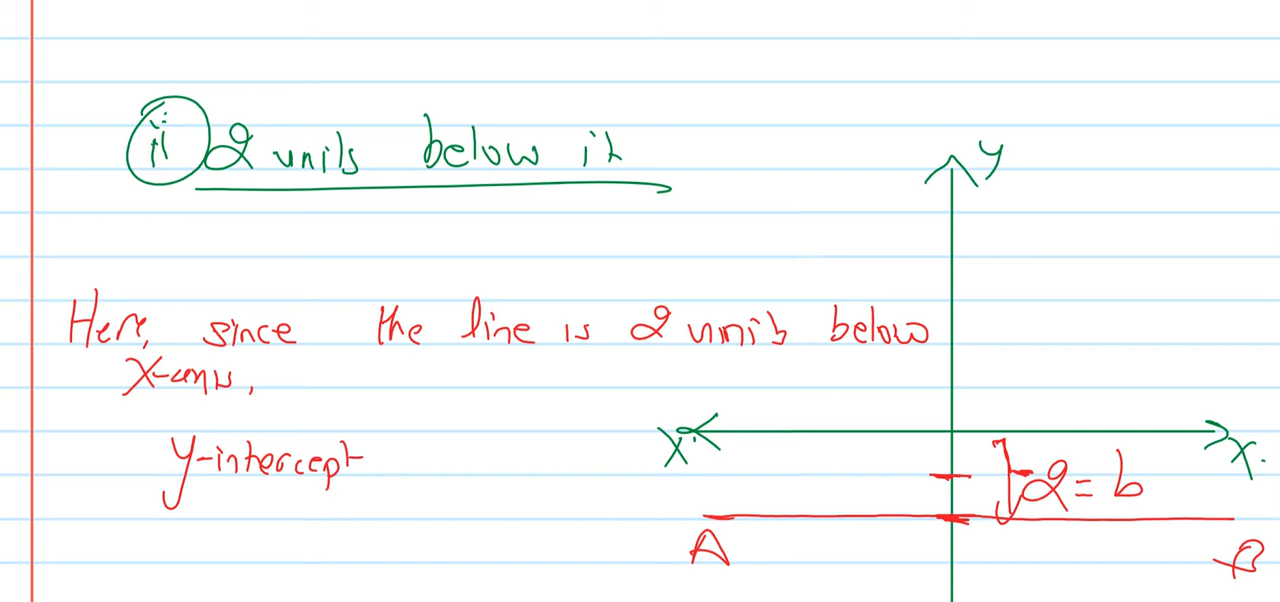 ii 2 units below it
Y
Here, since the line is 2 units below
X-axis,
X'
X.
y-intercept
-2 = b
A
B